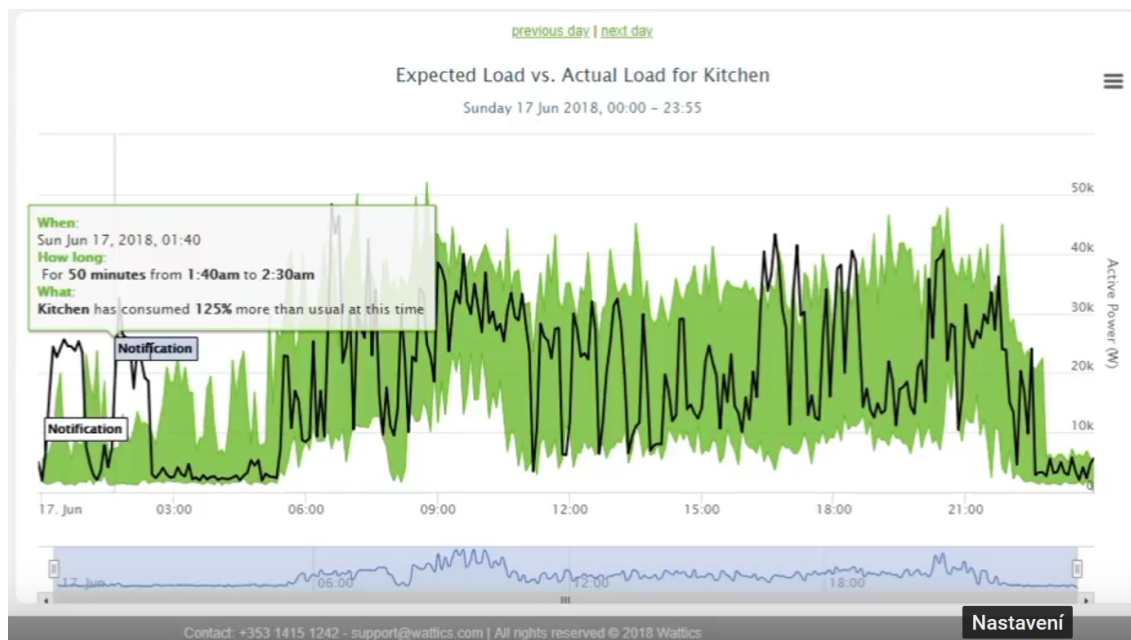 previous day | next day
Expected Load vs. Actual Load for Kitchen
Sunday 17 Jun 2018, 00:00 – 23:55
50k
40k
30k
20k
10k
0
Active Power (W)
When:
Sun Jun 17, 2018, 01:40
How long:
For 50 minutes from 1:40am to 2:30am
What:
Kitchen has consumed 125% more than usual at this time
Notification
Notification
17. Jun
03:00
06:00
09:00
12:00
15:00
18:00
21:00
17. Jun
06:00
12:00
18:00
Contact: +353 1415 1242 - support@wattics.com | All rights reserved © 2018 Wattics
Nastavení